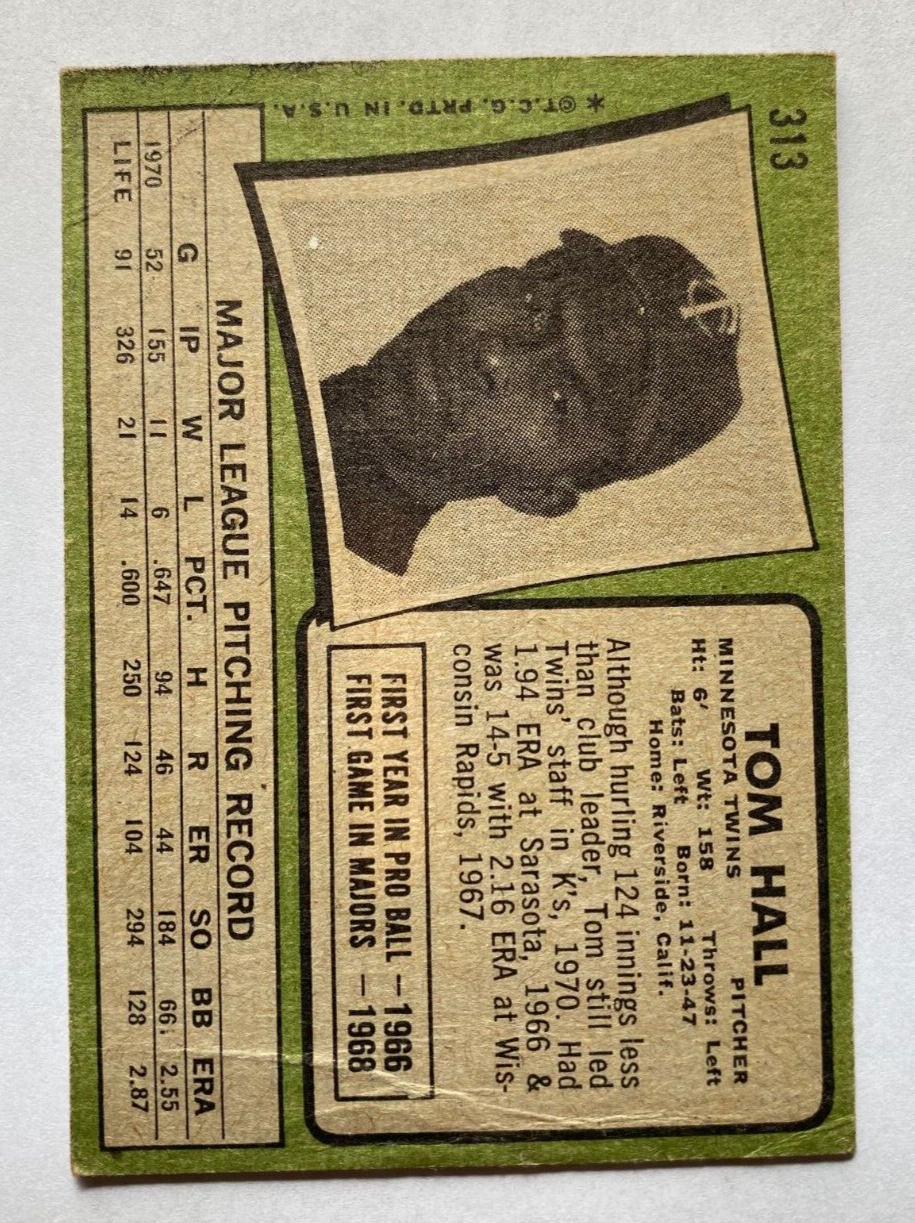 313
* © T.C.G. PRTD. IN U.S.A.
TOM HALL
MINNESOTA TWINS PITCHER
Ht: 6' Wt: 158 Throws: Left
Bats: Left Born: 11-23-47
Home: Riverside, Calif.
Although hurling 124 innings less
than club leader, Tom still led
Twins' staff in K's, 1970. Had
1.94 ERA at Sarasota, 1966 &
was 14-5 with 2.16 ERA at Wis-
consin Rapids, 1967.
FIRST YEAR IN PRO BALL — 1966
FIRST GAME IN MAJORS — 1968
MAJOR LEAGUE PITCHING RECORD
G IP W L PCT. H R ER SO BB ERA
1970 52 155 11 6 .647 94 46 44 184 66 2.55
LIFE 91 326 21 14 .600 250 124 104 294 128 2.87